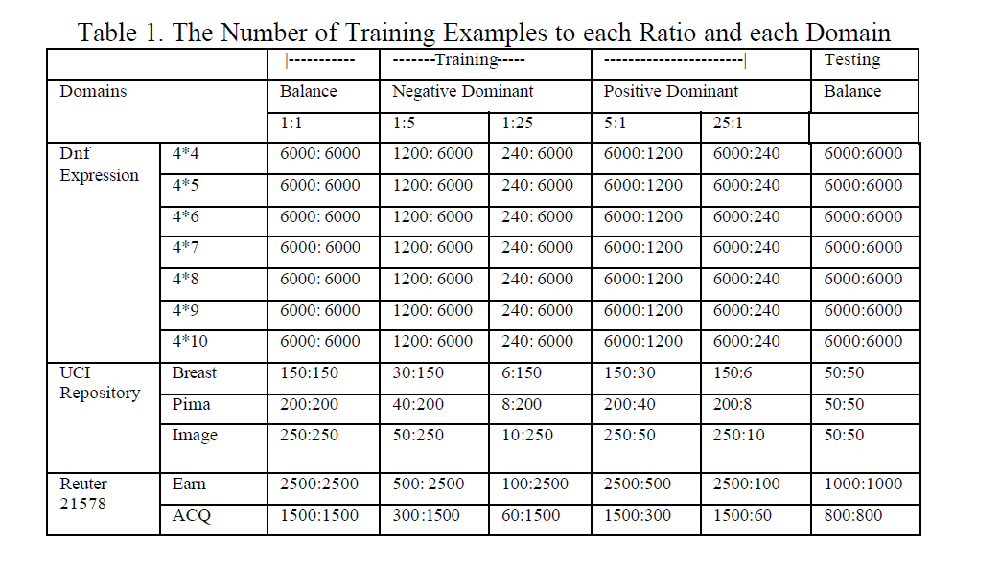 Table 1. The Number of Training Examples to each Ratio and each Domain
|----------- -------Training----- -----------------------| Testing
Domains Balance Negative Dominant Positive Dominant Balance
1:1 1:5 1:25 5:1 25:1
Dnf Expression 4*4 6000: 6000 1200: 6000 240: 6000 6000:1200 6000:240 6000:6000
4*5 6000: 6000 1200: 6000 240: 6000 6000:1200 6000:240 6000:6000
4*6 6000: 6000 1200: 6000 240: 6000 6000:1200 6000:240 6000:6000
4*7 6000: 6000 1200: 6000 240: 6000 6000:1200 6000:240 6000:6000
4*8 6000: 6000 1200: 6000 240: 6000 6000:1200 6000:240 6000:6000
4*9 6000: 6000 1200: 6000 240: 6000 6000:1200 6000:240 6000:6000
4*10 6000: 6000 1200: 6000 240: 6000 6000:1200 6000:240 6000:6000
UCI Repository Breast 150:150 30:150 6:150 150:30 150:6 50:50
Pima 200:200 40:200 8:200 200:40 200:8 50:50
Image 250:250 50:250 10:250 250:50 250:10 50:50
Reuter 21578 Earn 2500:2500 500: 2500 100:2500 2500:500 2500:100 1000:1000
ACQ 1500:1500 300:1500 60:1500 1500:300 1500:60 800:800